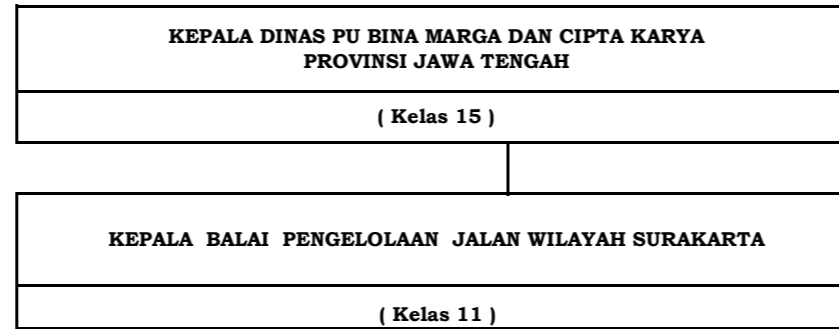 KEPALA DINAS PU BINA MARGA DAN CIPTA KARYA
PROVINSI JAWA TENGAH
( Kelas 15 )
KEPALA BALAI PENGELOLAAN JALAN WILAYAH SURAKARTA
( Kelas 11 )